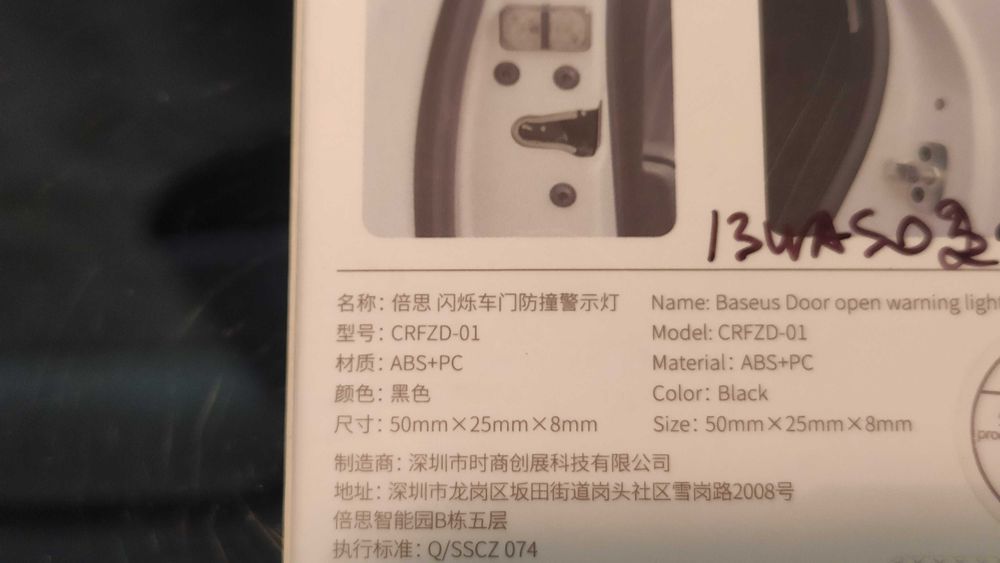 名称：倍思 闪烁车门防撞警示灯
型号：CRFZD-01
材质：ABS+PC
颜色：黑色
尺寸：50mm×25mm×8mm
Name: Baseus Door open warning light
Model: CRFZD-01
Material：ABS+PC
Color：Black
Size：50mm×25mm×8mm
制造商：深圳市时商创展科技有限公司
地址：深圳市龙岗区坂田街道岗头社区雪岗路2008号
倍思智能园B栋五层
执行标准：Q/SSCZ 074